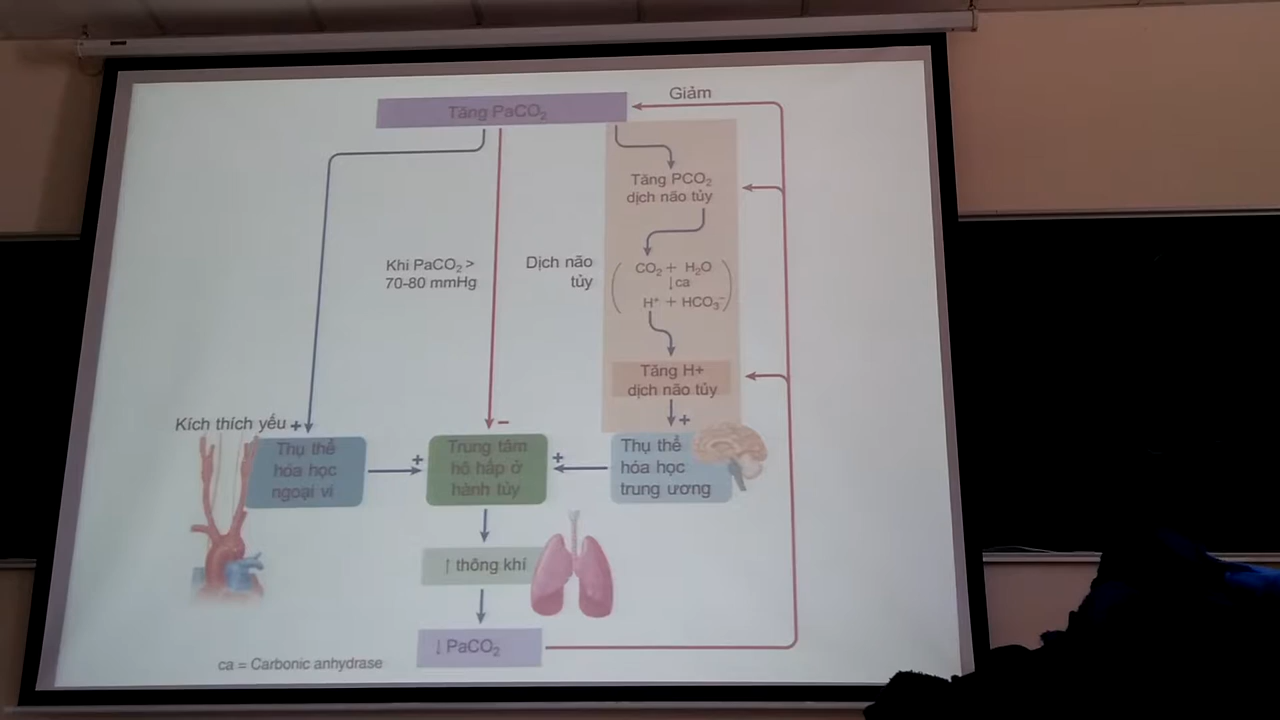 Giảm
Tăng PaCO₂
Tăng PCO₂
dịch não tủy
Khi PaCO₂ >
70-80 mmHg
Dịch não
tủy
CO₂ + H₂O
↓ca
H⁺ + HCO₃⁻
Tăng H+
dịch não tủy
+
Kích thích yếu +
−
Thụ thể
hóa học
ngoại vi
+
Trung tâm
hô hấp ở
hành tủy
+
Thụ thể
hóa học
trung ương
↑ thông khí
↓ PaCO₂
ca = Carbonic anhydrase